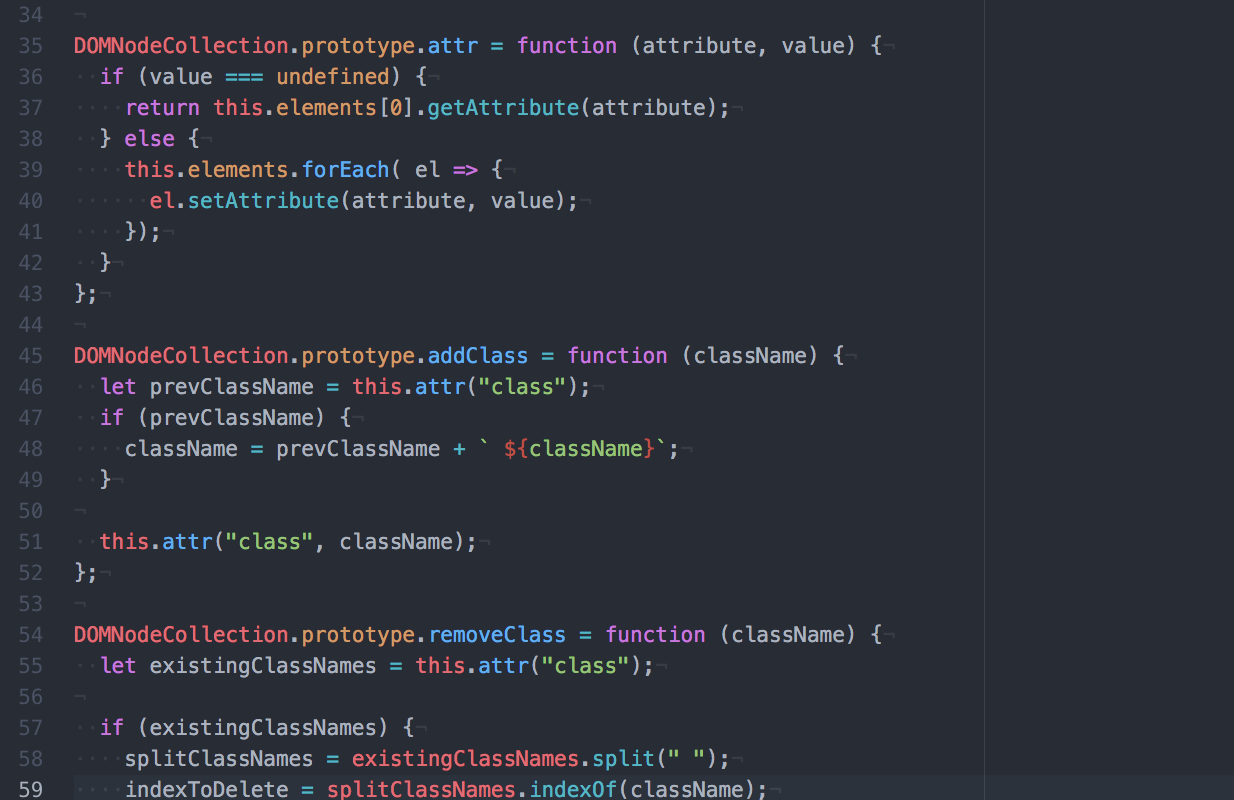 34
35 DOMNodeCollection.prototype.attr = function (attribute, value) {¬
36 ··if (value === undefined) {¬
37 ····return this.elements[0].getAttribute(attribute);¬
38 ··} else {¬
39 ····this.elements.forEach( el => {¬
40 ······el.setAttribute(attribute, value);¬
41 ····});¬
42 ··}¬
43 };¬
44 ¬
45 DOMNodeCollection.prototype.addClass = function (className) {¬
46 ··let prevClassName = this.attr("class");¬
47 ··if (prevClassName) {¬
48 ····className = prevClassName + ` ${className}`;¬
49 ··}¬
50 ¬
51 ··this.attr("class", className);¬
52 };¬
53 ¬
54 DOMNodeCollection.prototype.removeClass = function (className) {¬
55 ··let existingClassNames = this.attr("class");¬
56 ¬
57 ··if (existingClassNames) {¬
58 ····splitClassNames = existingClassNames.split(" ");¬
59 ····indexToDelete = splitClassNames.indexOf(className);¬